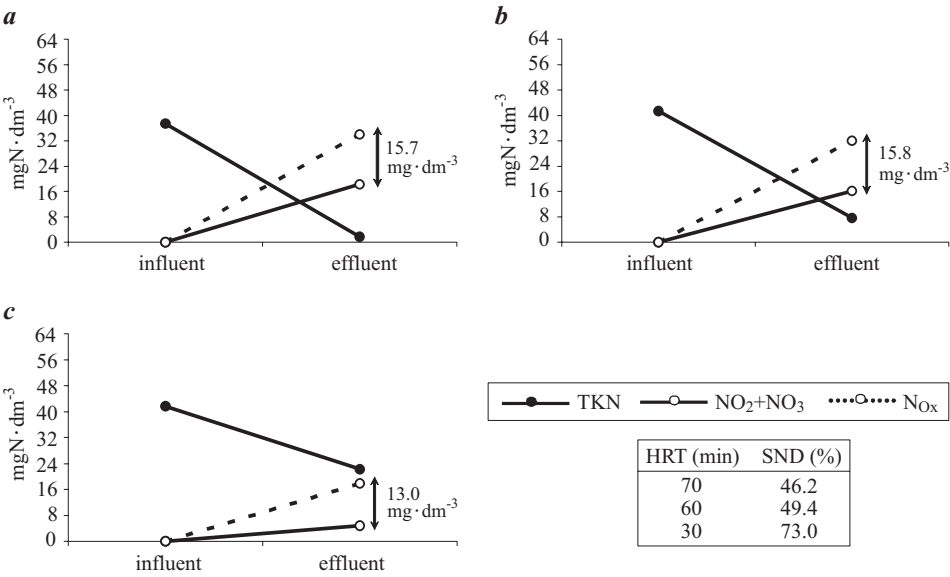 a
64
56
48
40
32
24
16
8
0
mgN·dm⁻³
15.7
mg·dm⁻³
influent
effluent
b
64
56
48
40
32
24
16
8
0
mgN·dm⁻³
15.8
mg·dm⁻³
influent
effluent
c
64
56
48
40
32
24
16
8
0
mgN·dm⁻³
13.0
mg·dm⁻³
influent
effluent
TKN NO₂+NO₃ N_Ox
HRT (min) SND (%)
70 46.2
60 49.4
30 73.0